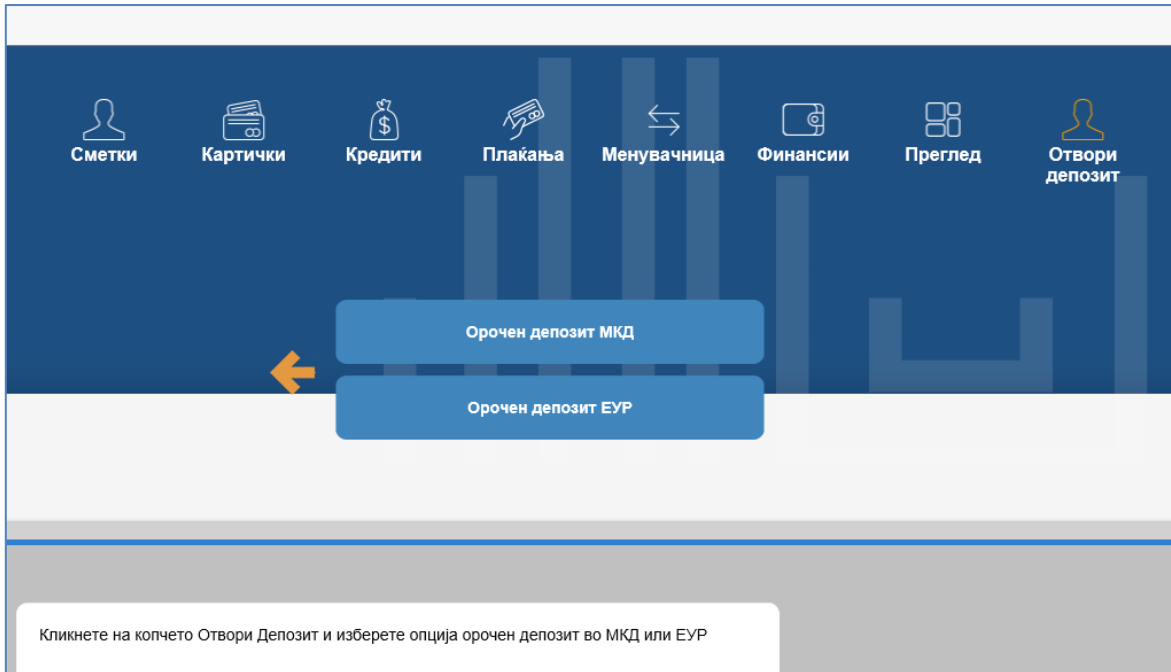 Сметки Картички Кредити Плаќања Менувачница Финансии Преглед Отвори депозит
Орочен депозит МКД
Орочен депозит ЕУР
Кликнете на копчето Отвори Депозит и изберете опција орочен депозит во МКД или ЕУР